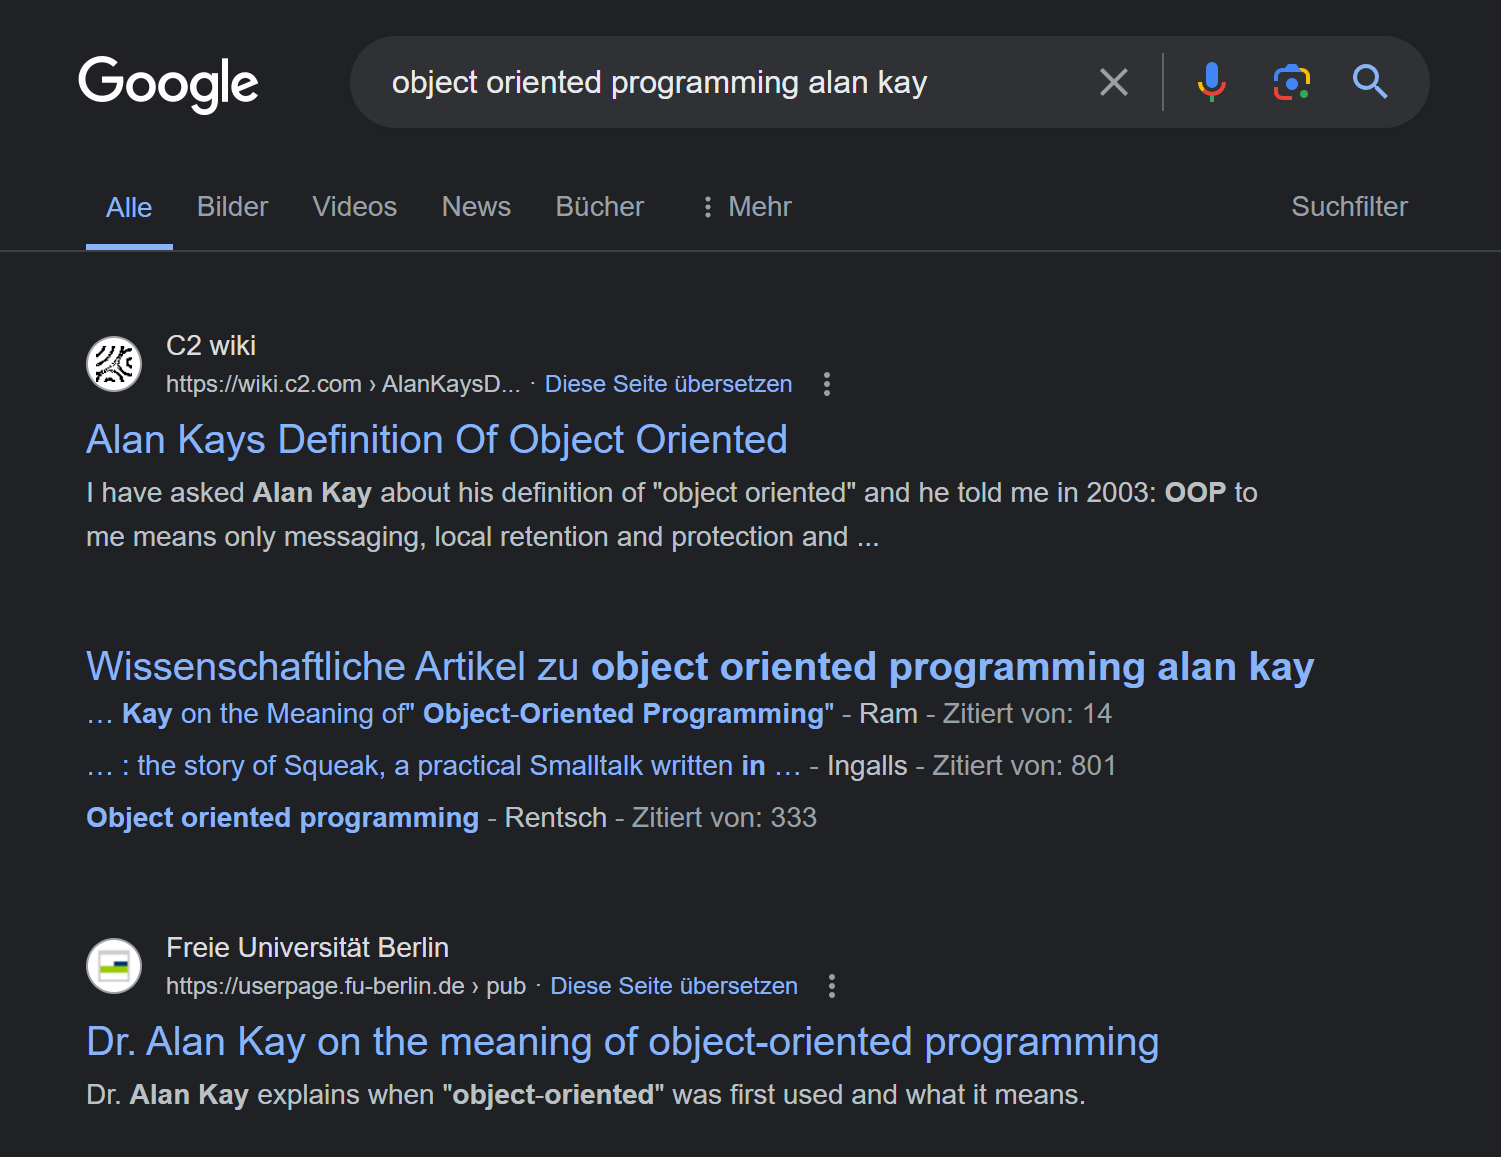 Google
object oriented programming alan kay
Alle Bilder Videos News Bücher Mehr Suchfilter
C2 wiki
https://wiki.c2.com › AlanKaysD... · Diese Seite übersetzen
Alan Kays Definition Of Object Oriented
I have asked Alan Kay about his definition of "object oriented" and he told me in 2003: OOP to
me means only messaging, local retention and protection and ...
Wissenschaftliche Artikel zu object oriented programming alan kay
… Kay on the Meaning of" Object-Oriented Programming" - Ram - Zitiert von: 14
… : the story of Squeak, a practical Smalltalk written in … - Ingalls - Zitiert von: 801
Object oriented programming - Rentsch - Zitiert von: 333
Freie Universität Berlin
https://userpage.fu-berlin.de › pub · Diese Seite übersetzen
Dr. Alan Kay on the meaning of object-oriented programming
Dr. Alan Kay explains when "object-oriented" was first used and what it means.